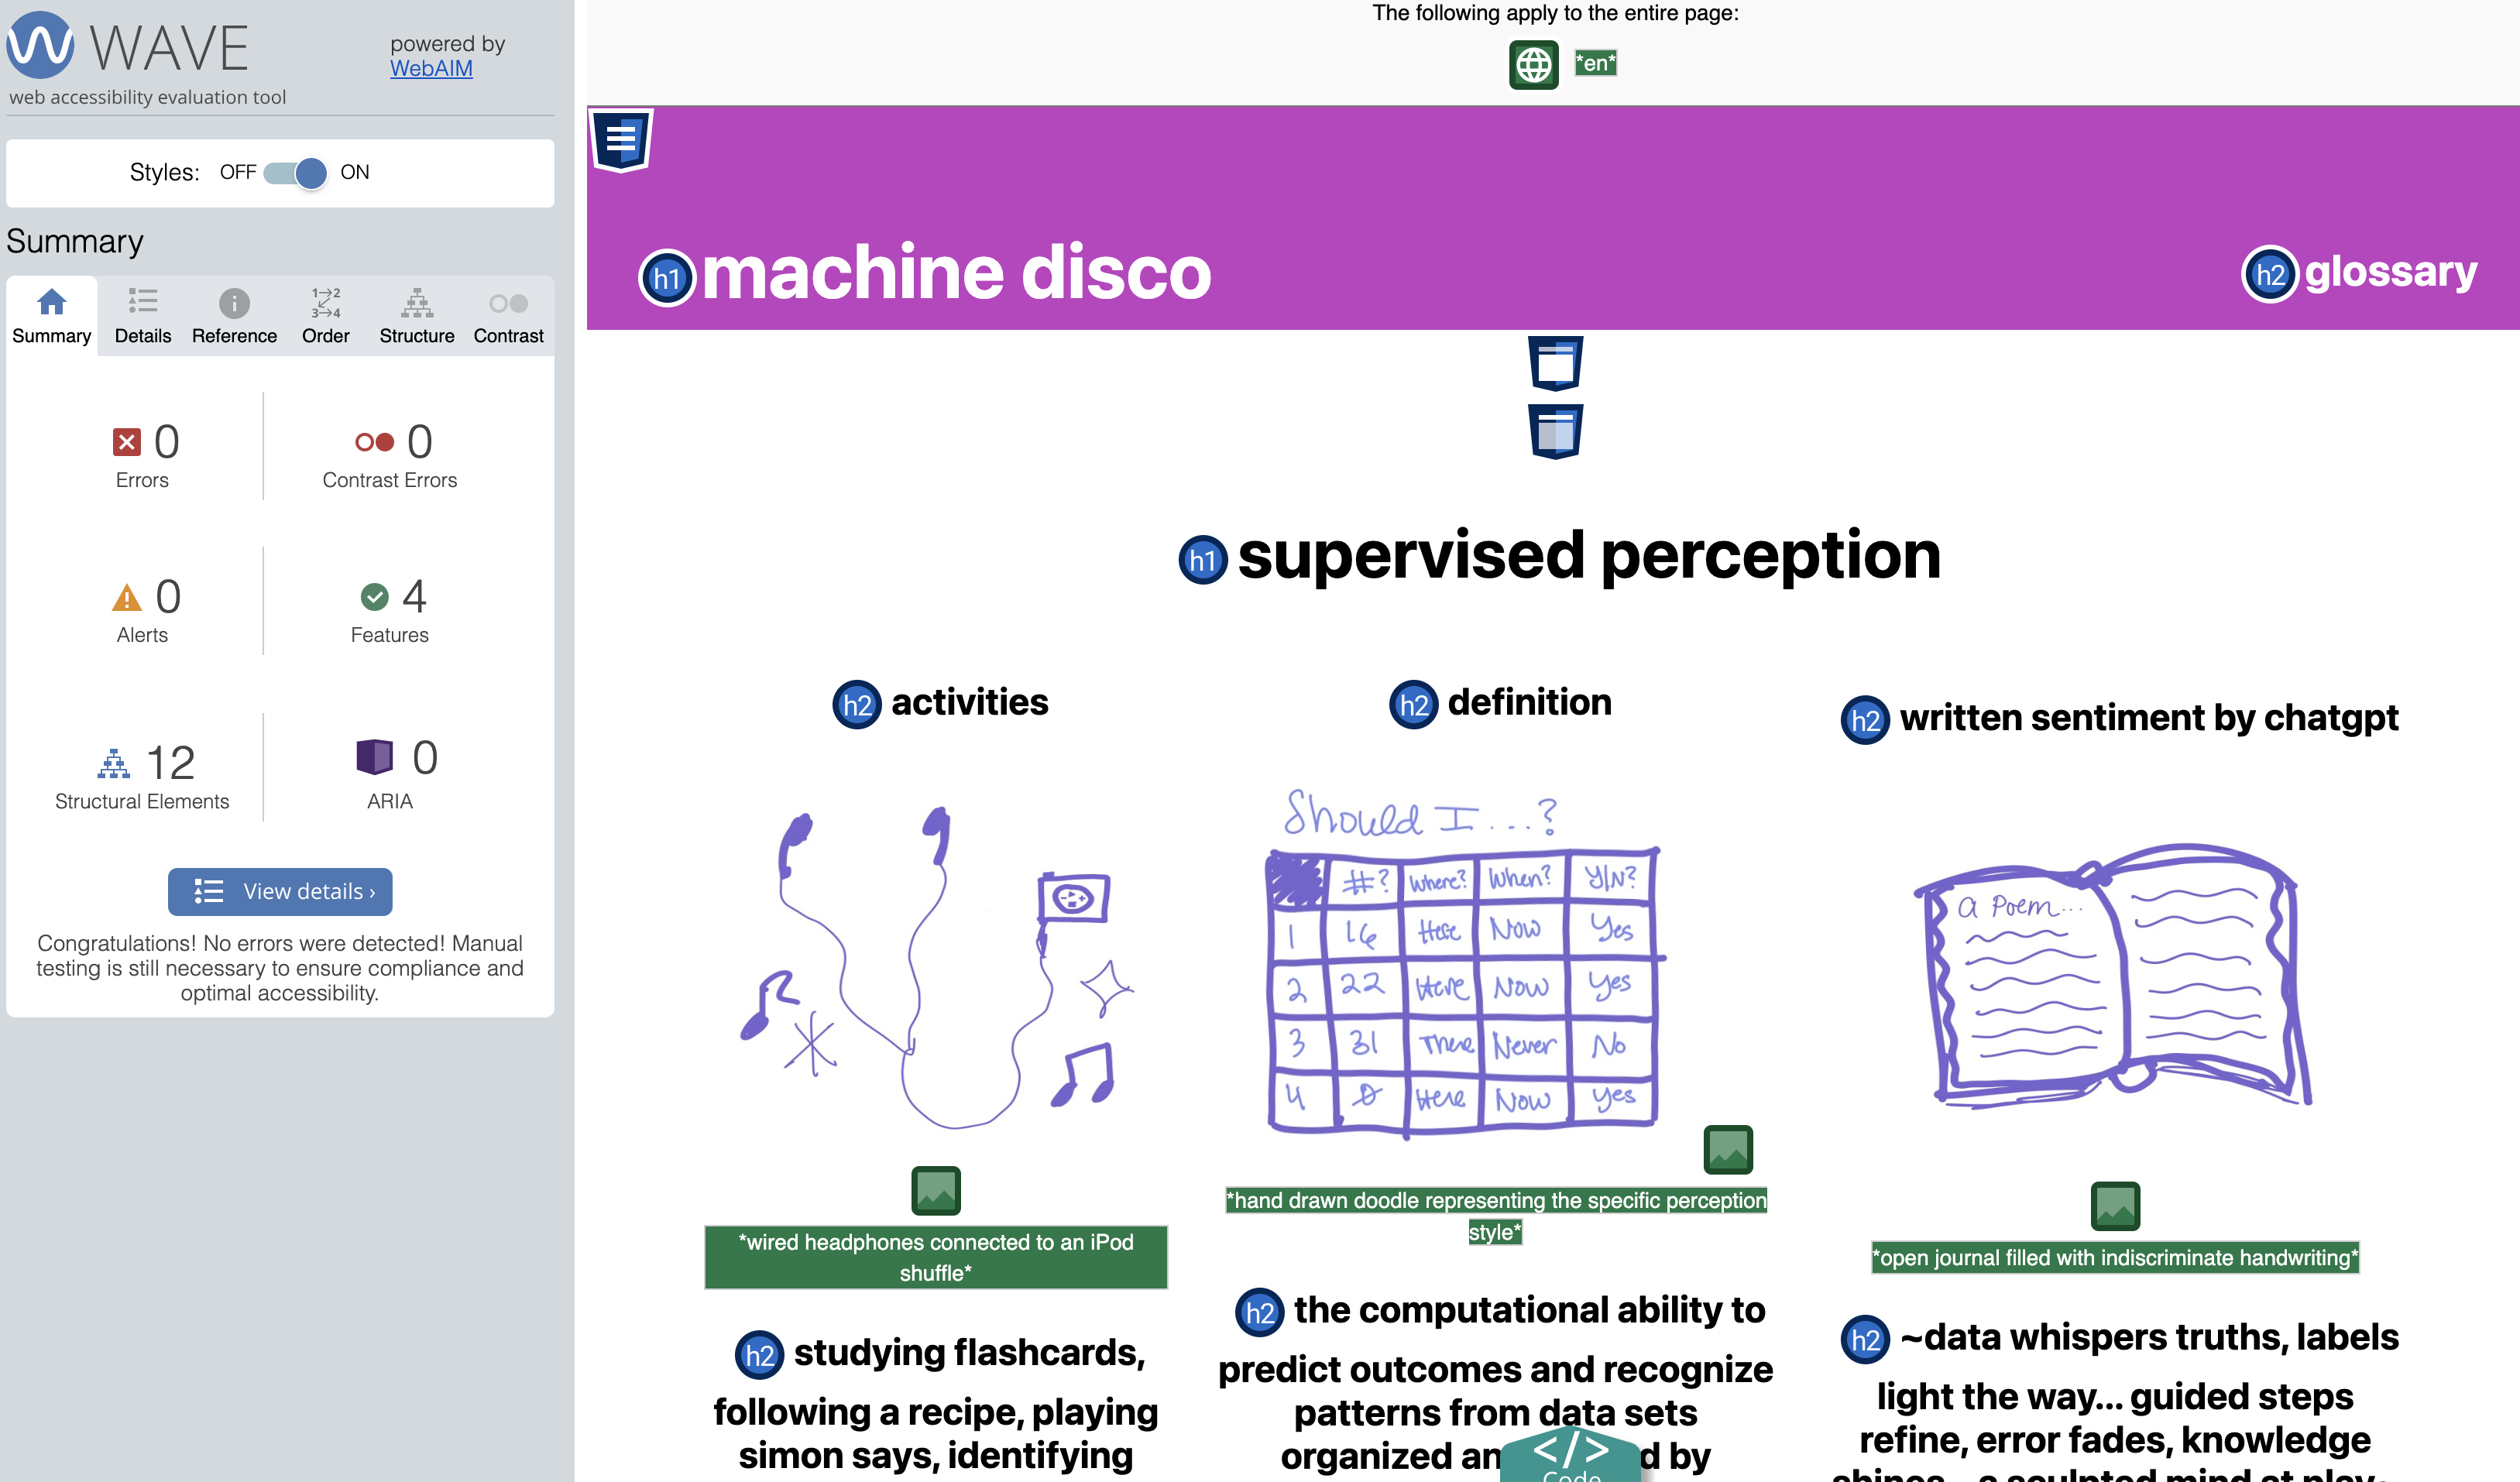 WAVE
powered by
WebAIM
web accessibility evaluation tool
Styles: OFF ON
Summary
Summary Details Reference Order Structure Contrast
0
Errors
0
Contrast Errors
0
Alerts
4
Features
12
Structural Elements
0
ARIA
View details ›
Congratulations! No errors were detected! Manual
testing is still necessary to ensure compliance and
optimal accessibility.
The following apply to the entire page:
*en*
h1 machine disco
h2 glossary
h1 supervised perception
h2 activities
*wired headphones connected to an iPod
shuffle*
h2 studying flashcards,
following a recipe, playing
simon says, identifying
h2 definition
Should I...?
#? Where? When? Y/N?
1 16 Here Now Yes
2 22 Here Now Yes
3 31 There Never No
4 0 Here Now Yes
*hand drawn doodle representing the specific perception
style*
h2 the computational ability to
predict outcomes and recognize
patterns from data sets
organized an d by
</> Code
h2 written sentiment by chatgpt
A Poem...
*open journal filled with indiscriminate handwriting*
h2 ~data whispers truths, labels
light the way... guided steps
refine, error fades, knowledge
shines... a sculpted mind at play~